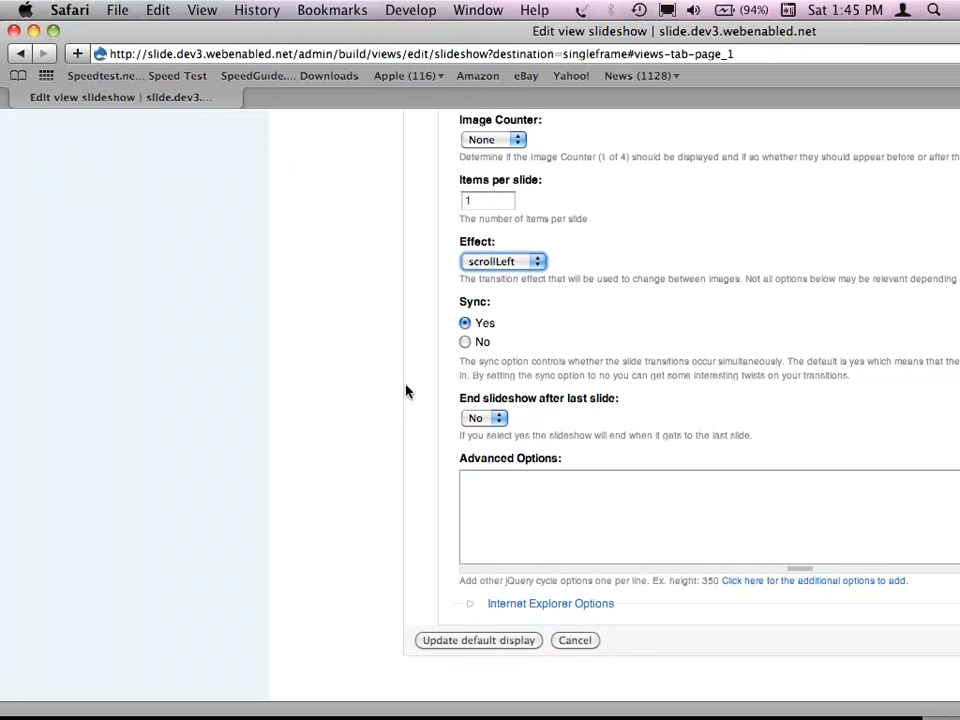 Safari File Edit View History Bookmarks Develop Window Help (94%) Sat 1:45 PM
Edit view slideshow | slide.dev3.webenabled.net
http://slide.dev3.webenabled.net/admin/build/views/edit/slideshow?destination=singleframe#views-tab-page_1
Speedtest.ne... Speed Test SpeedGuide.... Downloads Apple (116) Amazon eBay Yahoo! News (1128)
Edit view slideshow | slide.dev3....
Image Counter:
None
Determine if the Image Counter (1 of 4) should be displayed and if so whether they should appear before or after th
Items per slide:
1
The number of items per slide
Effect:
scrollLeft
The transition effect that will be used to change between images. Not all options below may be relevant depending
Sync:
Yes
No
The sync option controls whether the slide transitions occur simultaneously. The default is yes which means that the
in. By setting the sync option to no you can get some interesting twists on your transitions.
End slideshow after last slide:
No
If you select yes the slideshow will end when it gets to the last slide.
Advanced Options:
Add other jQuery cycle options one per line. Ex. height: 350 Click here for the additional options to add.
Internet Explorer Options
Update default display Cancel